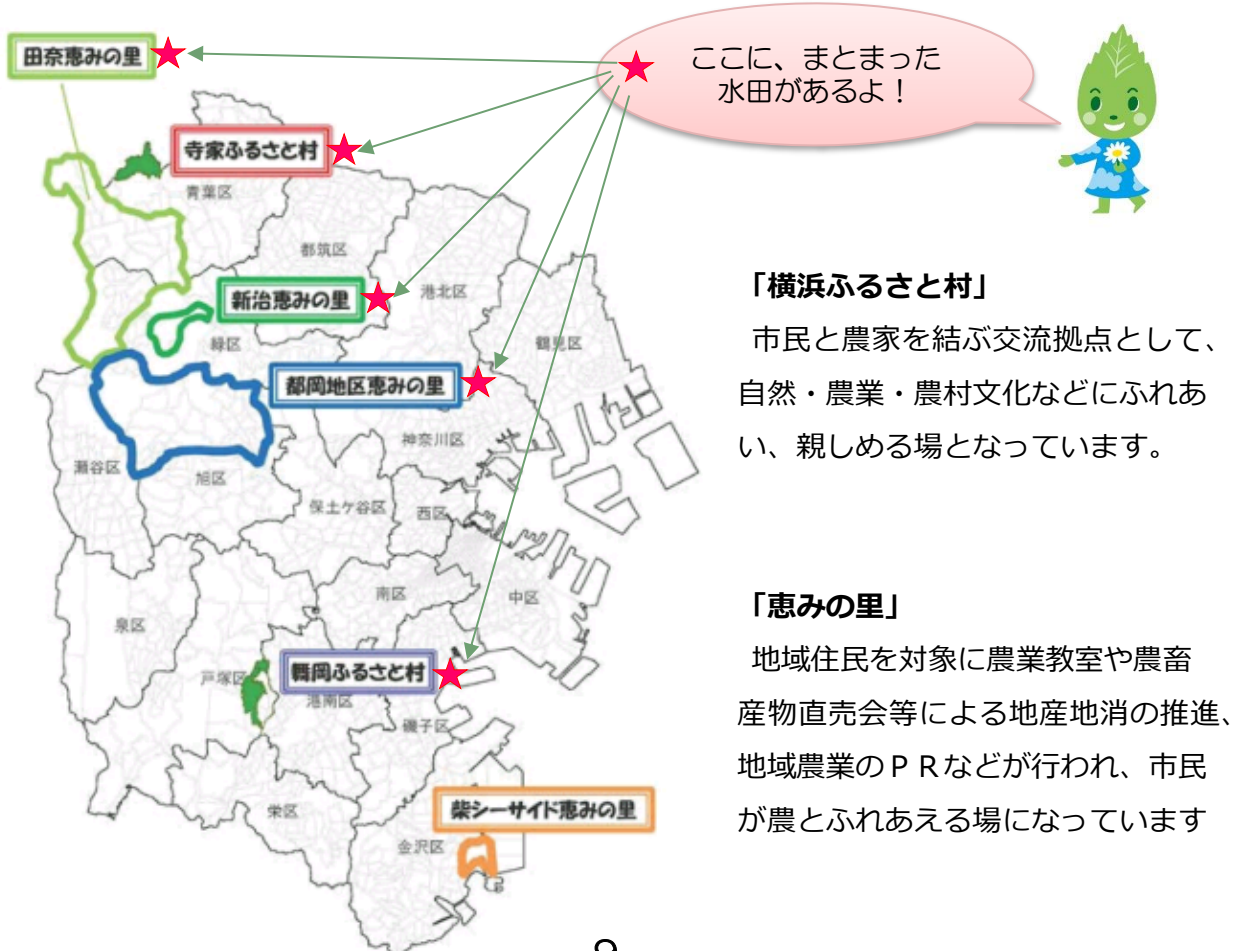 田奈恵みの里
ここに、まとまった
水田があるよ！
寺家ふるさと村
青葉区
都筑区
新治恵みの里
港北区
緑区
鶴見区
都岡地区恵みの里
神奈川区
瀬谷区
旭区
保土ケ谷区
西区
南区
中区
泉区
戸塚区
舞岡ふるさと村
港南区
磯子区
柴シーサイド恵みの里
栄区
金沢区
「横浜ふるさと村」
市民と農家を結ぶ交流拠点として、
自然・農業・農村文化などにふれあ
い、親しめる場となっています。
「恵みの里」
地域住民を対象に農業教室や農畜
産物直売会等による地産地消の推進、
地域農業のＰＲなどが行われ、市民
が農とふれあえる場になっています